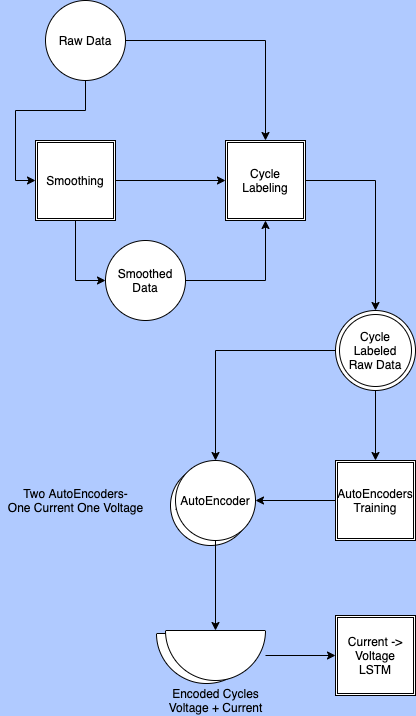 Raw Data
Smoothing
Cycle
Labeling
Smoothed
Data
Cycle
Labeled
Raw Data
Two AutoEncoders-
One Current One Voltage
AutoEncoder
AutoEncoders
Training
Encoded Cycles
Voltage + Current
Current ->
Voltage
LSTM